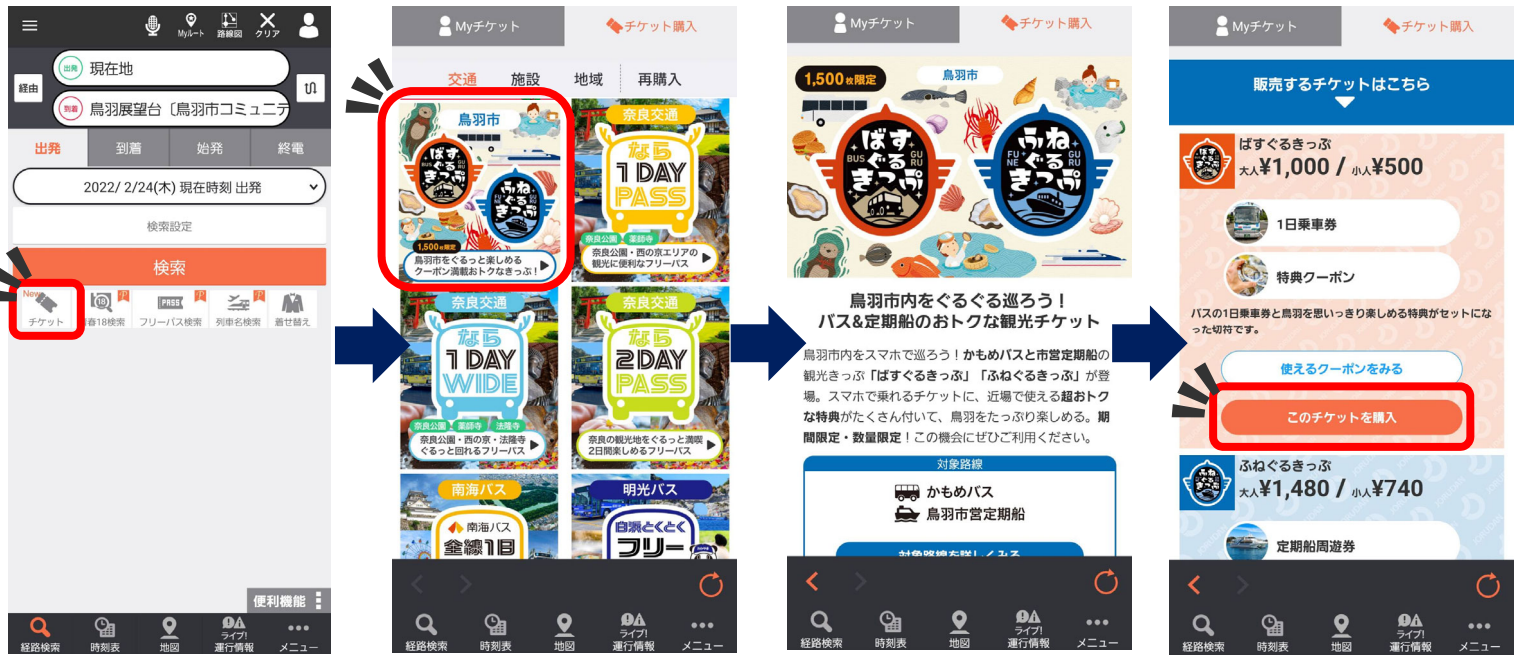 Myルート
路線図
クリア
経由
出発
現在地
到着
鳥羽展望台〔鳥羽市コミュニテ
出発
到着
始発
終電
2022/ 2/24(木) 現在時刻 出発
検索設定
検索
New
チケット
春18検索
フリーパス検索
列車名検索
着せ替え
便利機能
経路検索
時刻表
地図
ライブ!
運行情報
メニュー
Myチケット
チケット購入
交通
施設
地域
再購入
鳥羽市
ばす
ぐる
きっぷ
BUS
GURU
ふね
ぐる
きっぷ
1,500枚限定
鳥羽市をぐるっと楽しめる
クーポン満載おトクなきっぷ!
奈良交通
なら
1 DAY
PASS
奈良公園
薬師寺
奈良公園・西の京エリアの
観光に便利なフリーパス
奈良交通
なら
1 DAY
WIDE
奈良公園
薬師寺
法隆寺
奈良公園・西の京・法隆寺
ぐるっと回れるフリーパス
奈良交通
なら
2DAY
PASS
奈良の観光地をぐるっと満喫
2日間楽しめるフリーパス
南海バス
南海バス
全線1日
明光バス
白浜とくとく
フリー
経路検索
時刻表
地図
ライブ!
運行情報
メニュー
Myチケット
チケット購入
1,500枚限定
鳥羽市
ばす
BUS
ぐる
GURU
きっぷ
ふね
FUNE
ぐる
GURU
きっぷ
鳥羽市内をぐるぐる巡ろう!
バス&定期船のおトクな観光チケット
鳥羽市内をスマホで巡ろう!かもめバスと市営定期船の
観光きっぷ「ばすぐるきっぷ」「ふねぐるきっぷ」が登
場。スマホで乗れるチケットに、近場で使える超おトク
な特典がたくさん付いて、鳥羽をたっぷり楽しめる。期
間限定・数量限定!この機会にぜひご利用ください。
対象路線
かもめバス
鳥羽市営定期船
対象路線を詳しくみる
経路検索
時刻表
地図
ライブ!
運行情報
メニュー
Myチケット
チケット購入
販売するチケットはこちら
ばすぐるきっぷ
大人¥1,000 / 小人¥500
1日乗車券
特典クーポン
バスの1日乗車券と鳥羽を思いっきり楽しめる特典がセットにな
った切符です。
使えるクーポンをみる
このチケットを購入
ふねぐるきっぷ
大人¥1,480 / 小人¥740
定期船周遊券
経路検索
時刻表
地図
ライブ!
運行情報
メニュー